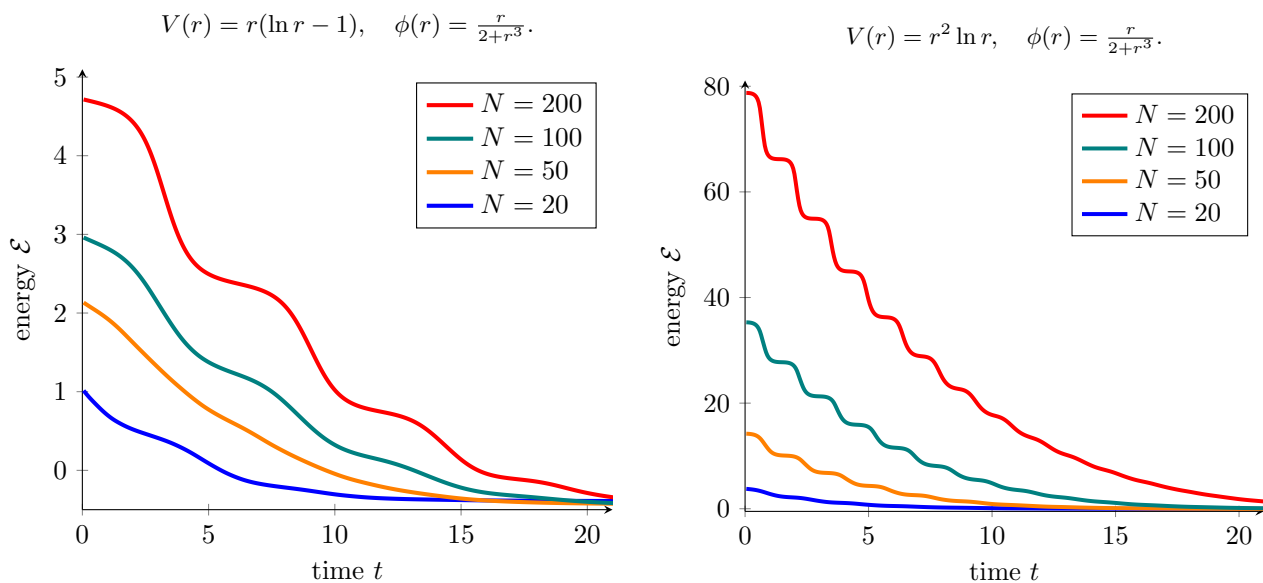 V(r) = r(ln r − 1), ϕ(r) = r/(2+r³).
5
4
3
2
1
0
energy ℰ
N = 200
N = 100
N = 50
N = 20
0 5 10 15 20
time t
V(r) = r² ln r, ϕ(r) = r/(2+r³).
80
60
40
20
0
energy ℰ
N = 200
N = 100
N = 50
N = 20
0 5 10 15 20
time t